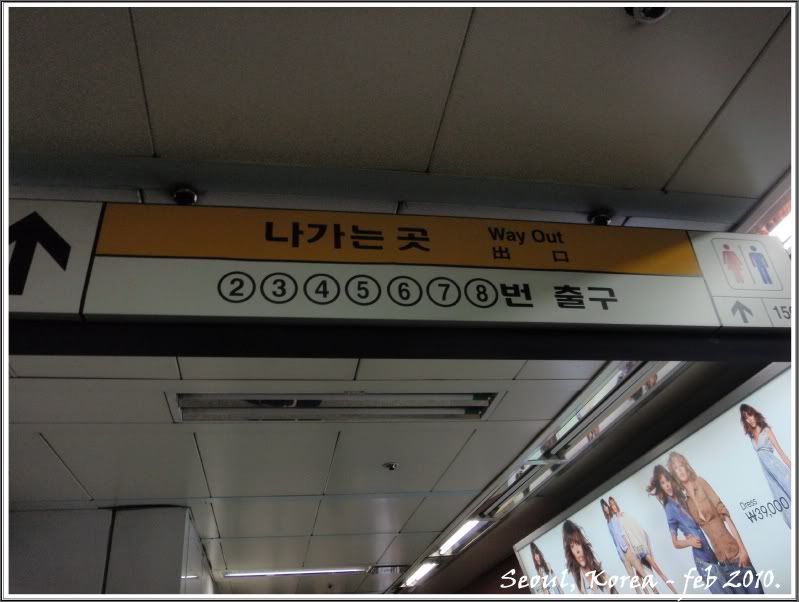 나가는 곳 Way Out
出 口
②③④⑤⑥⑦⑧번 출구
Dress
₩39,000
Seoul, Korea - feb 2010.